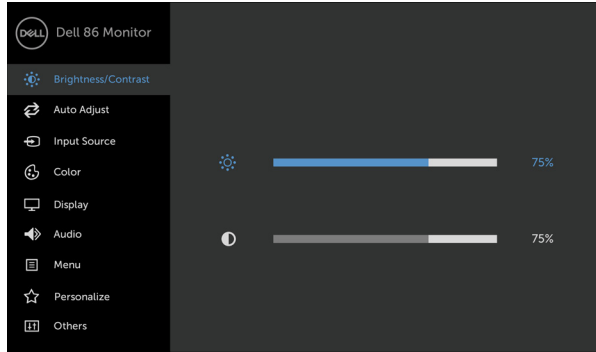 DELL
Dell 86 Monitor
Brightness/Contrast
Auto Adjust
Input Source
Color
Display
Audio
Menu
Personalize
Others
75%
75%